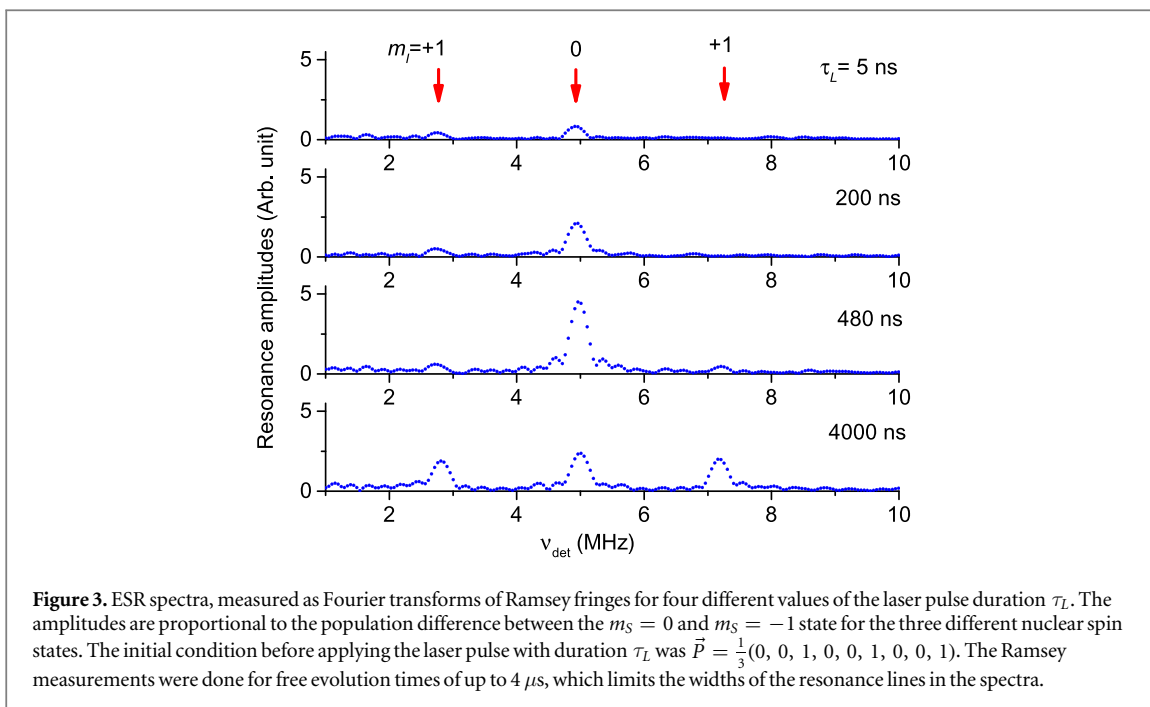 m_I=+1 0 +1
τ_L= 5 ns
5
0
2 4 6 8 10
200 ns
5
0
2 4 6 8 10
480 ns
5
0
2 4 6 8 10
4000 ns
5
0
2 4 6 8 10
Resonance amplitudes (Arb. unit)
ν_det (MHz)
Figure 3. ESR spectra, measured as Fourier transforms of Ramsey fringes for four different values of the laser pulse duration τ_L. The
amplitudes are proportional to the population difference between the m_S = 0 and m_S = −1 state for the three different nuclear spin
states. The initial condition before applying the laser pulse with duration τ_L was \vec{P} = \frac{1}{3}(0, 0, 1, 0, 0, 1, 0, 0, 1). The Ramsey
measurements were done for free evolution times of up to 4 μs, which limits the widths of the resonance lines in the spectra.